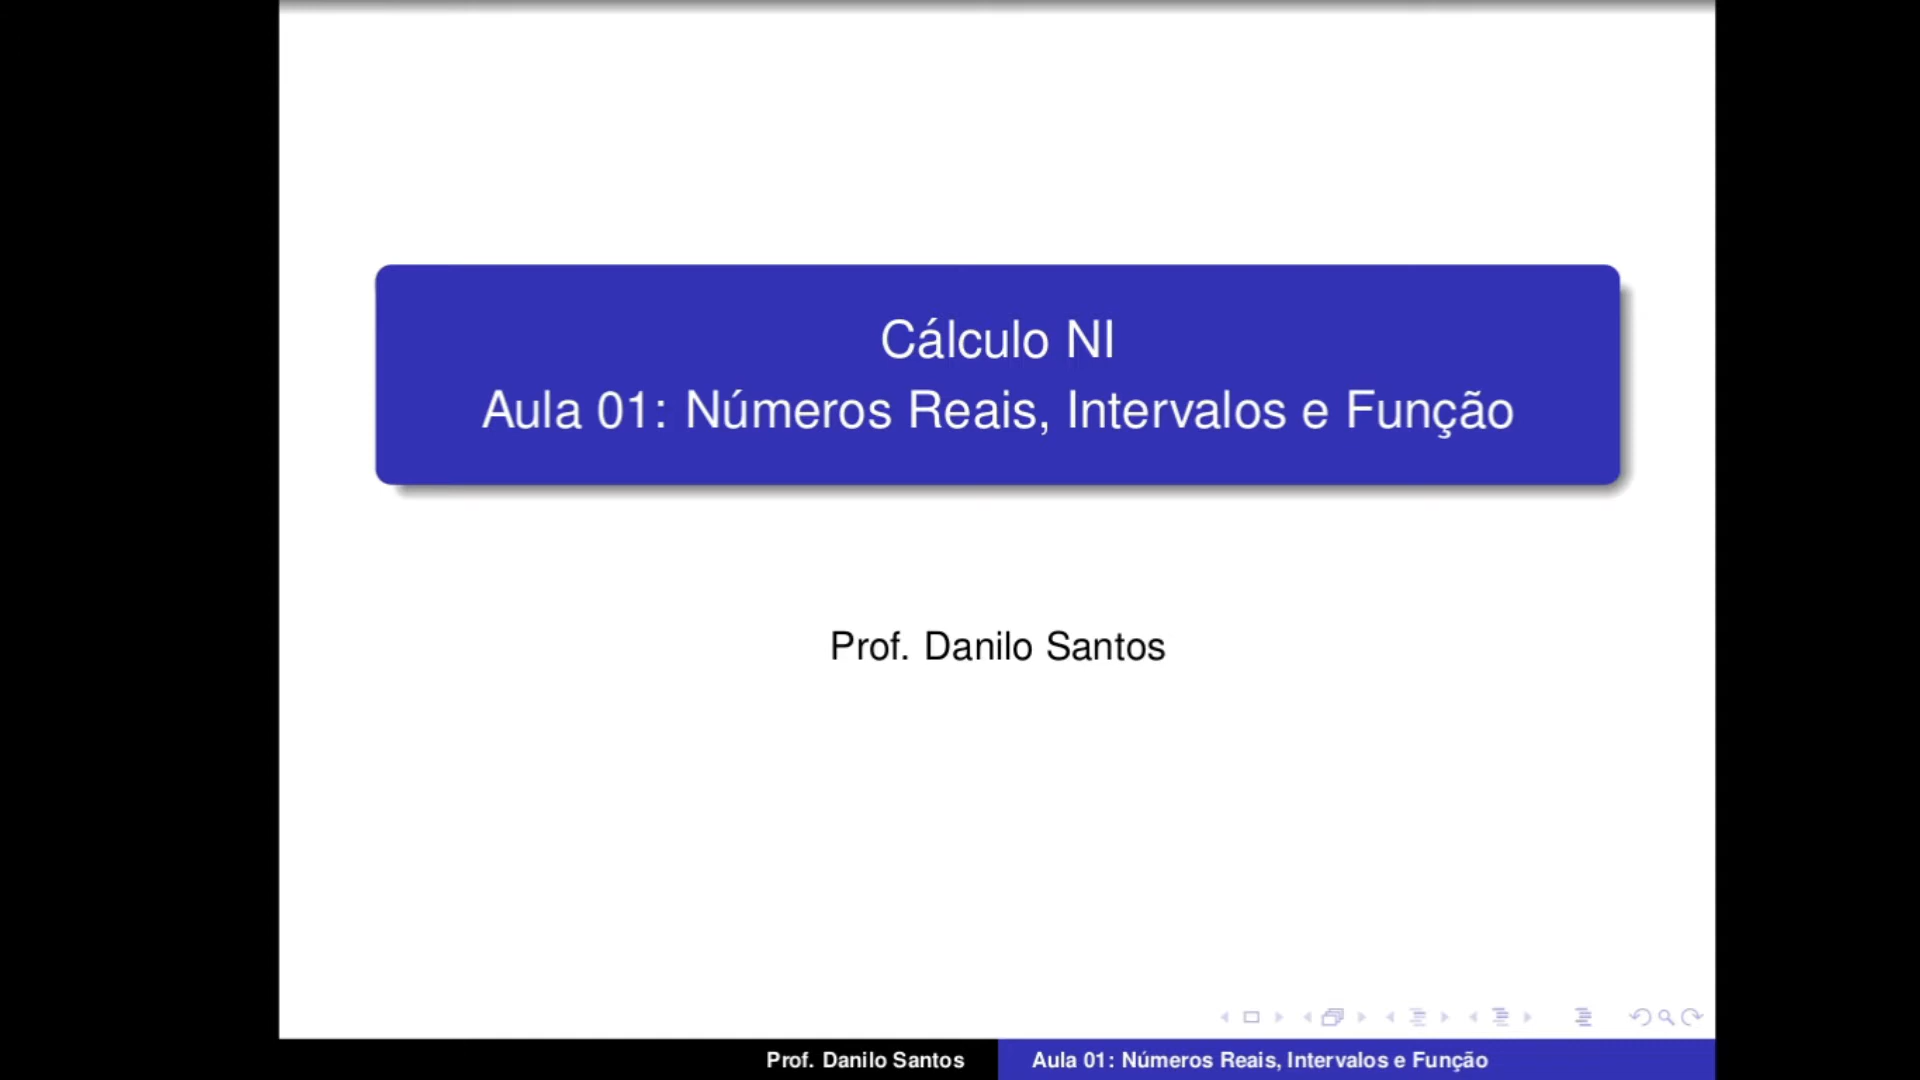 Cálculo NI
Aula 01: Números Reais, Intervalos e Função
Prof. Danilo Santos
Prof. Danilo Santos
Aula 01: Números Reais, Intervalos e Função